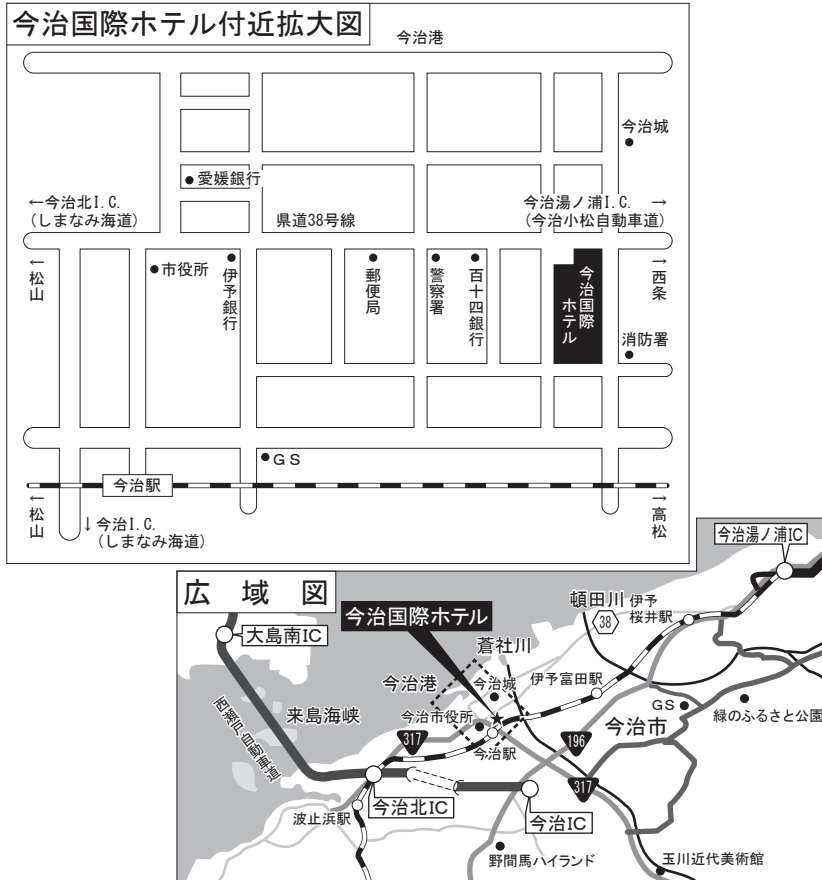 今治国際ホテル付近拡大図
今治港
今治城
愛媛銀行
←今治北I.C.
(しまなみ海道)
県道38号線
今治湯ノ浦I.C. →
(今治小松自動車道)
←松山
市役所
伊予銀行
郵便局
警察署
百十四銀行
今治国際
ホテル
→西条
消防署
GS
今治駅
←松山
↓今治I.C.
(しまなみ海道)
→高松
広域図
今治湯ノ浦IC
今治国際ホテル
頓田川
38
伊予
桜井駅
大島南IC
蒼社川
今治港
今治城
伊予富田駅
西瀬戸自動車道
来島海峡
今治市役所
GS
緑のふるさと公園
今治市
317
196
今治駅
317
今治北IC
波止浜駅
今治IC
野間馬ハイランド
玉川近代美術館